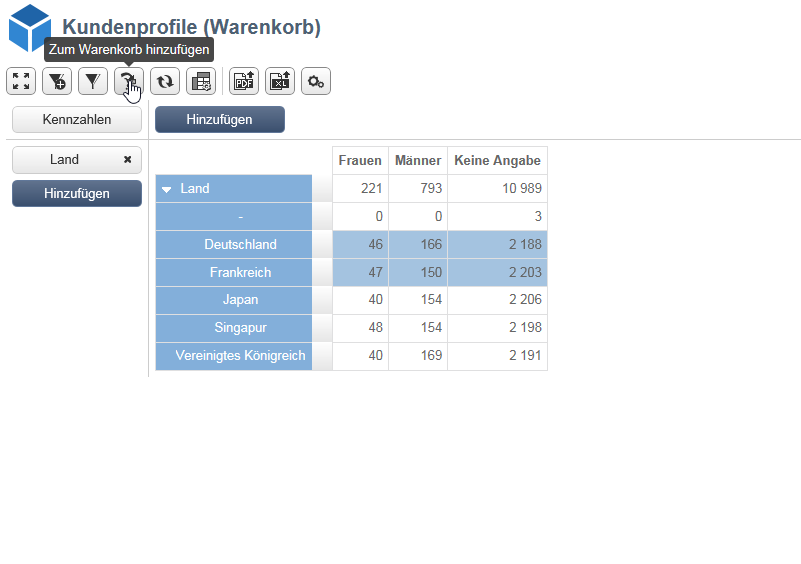 Kundenprofile (Warenkorb)
Zum Warenkorb hinzufügen
PDF XL
Kennzahlen Hinzufügen
Land ×
Hinzufügen
Frauen Männer Keine Angabe
Land 221 793 10 989
- 0 0 3
Deutschland 46 166 2 188
Frankreich 47 150 2 203
Japan 40 154 2 206
Singapur 48 154 2 198
Vereinigtes Königreich 40 169 2 191